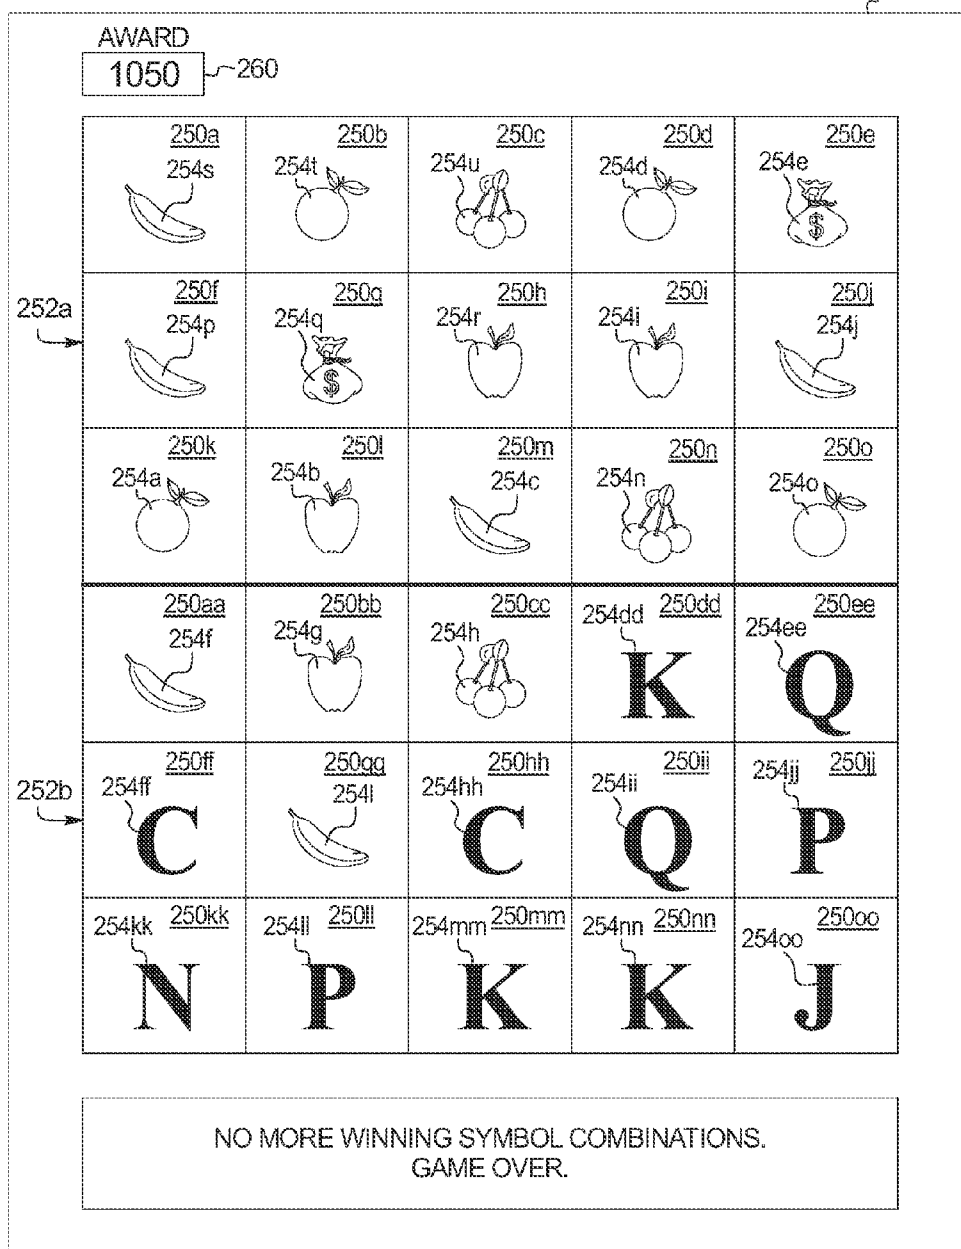 AWARD
1050 260
250a 250b 250c 250d 250e
254s 254t 254u 254d 254e
$
252a
250f 250g 250h 250i 250j
254p 254q 254r 254i 254j
$
250k 250l 250m 250n 250o
254a 254b 254c 254n 254o
250aa 250bb 250cc 254dd 250dd 250ee
254f 254g 254h 254ee
K Q
252b
250ff 250gg 250hh 250ii 254jj 250jj
254ff 254l 254hh 254ii
C C Q P
254kk 250kk 254ll 250ll 254mm 250mm 254nn 250nn 250oo
254oo
N P K K J
NO MORE WINNING SYMBOL COMBINATIONS.
GAME OVER.